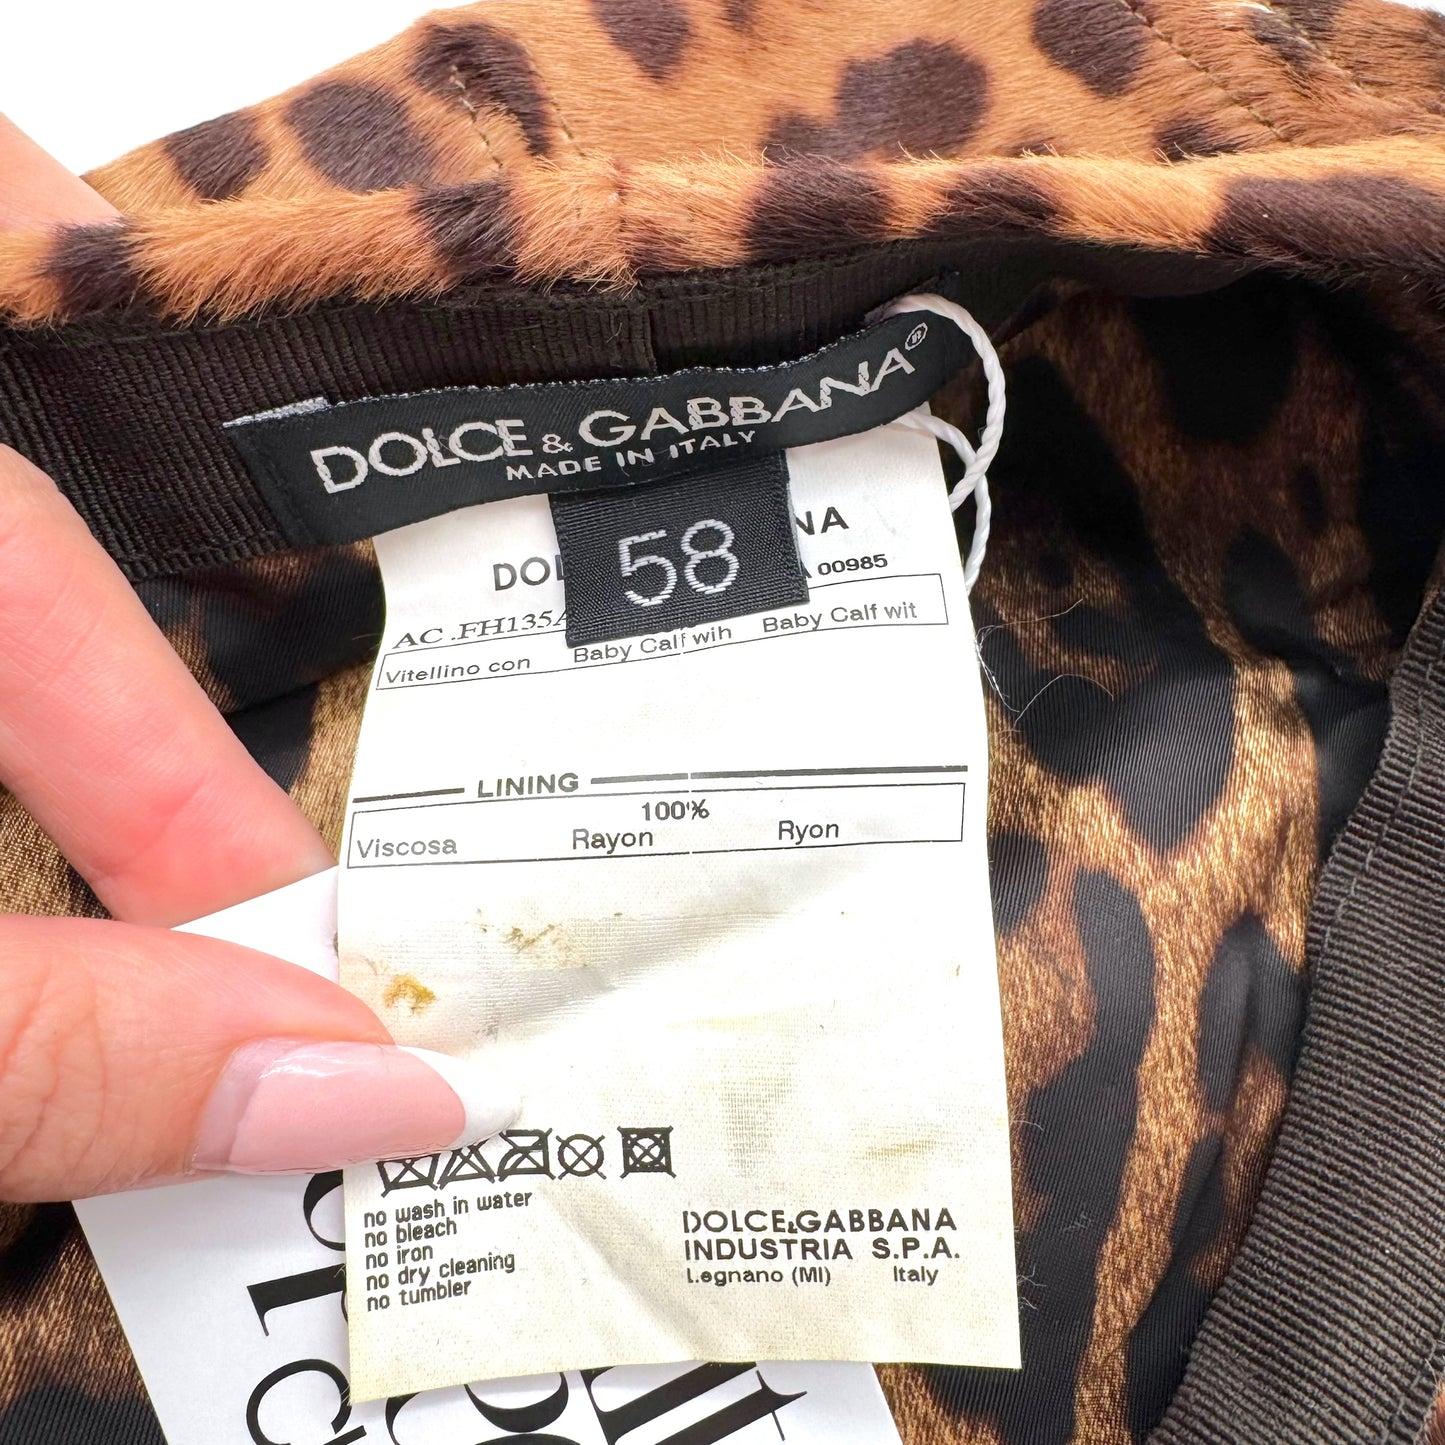 DOLCE & GABBANA®
MADE IN ITALY
58
DOL NA
00985
AC.FH135A
Vitellino con Baby Calf wih Baby Calf wit
LINING
100%
Viscosa Rayon Ryon
no wash in water
no bleach
no iron
no dry cleaning
no tumbler
DOLCE&GABBANA
INDUSTRIA S.P.A.
Legnano (MI) Italy